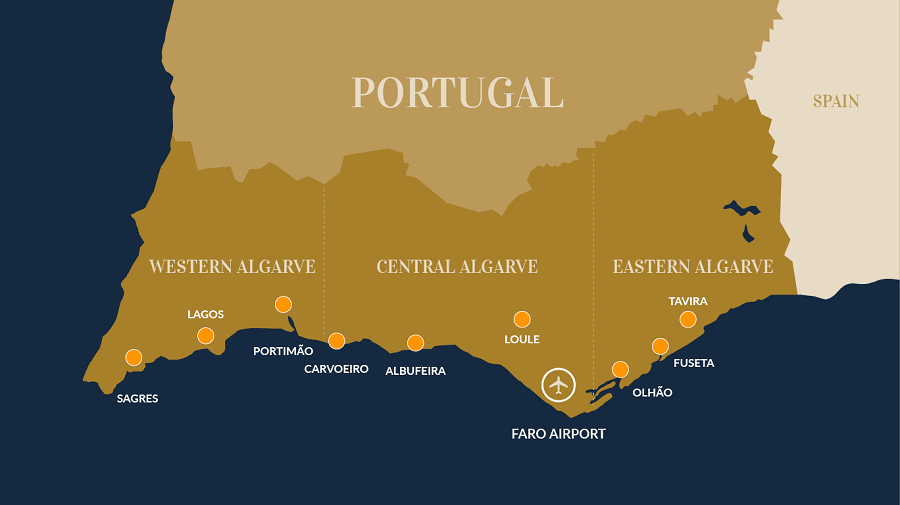 PORTUGAL
SPAIN
WESTERN ALGARVE
CENTRAL ALGARVE
EASTERN ALGARVE
LAGOS
TAVIRA
LOULE
PORTIMÃO
FUSETA
CARVOEIRO
ALBUFEIRA
SAGRES
OLHÃO
FARO AIRPORT